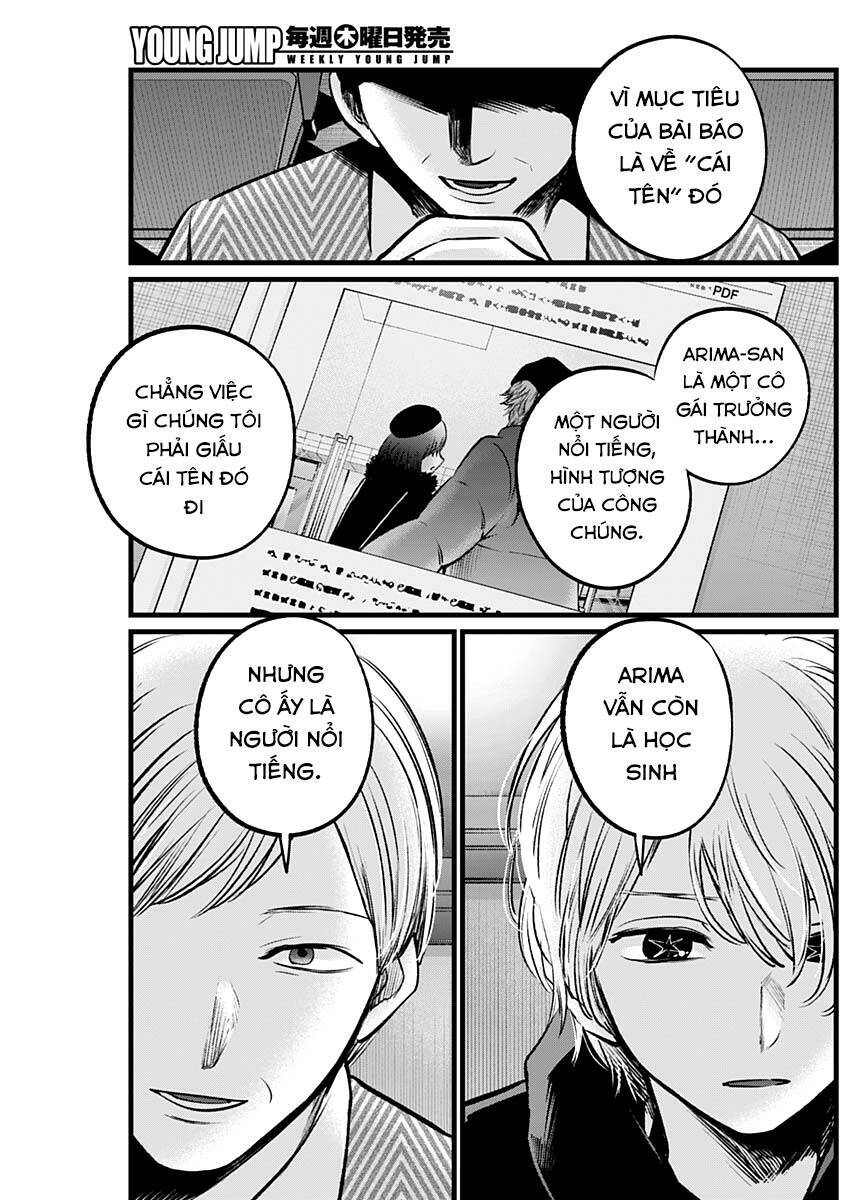 YOUNG JUMP 毎週木曜日発売
WEEKLY YOUNG JUMP
VÌ MỤC TIÊU
CỦA BÀI BÁO
LÀ VỀ "CÁI
TÊN" ĐÓ
PDF
ARIMA-SAN
LÀ MỘT CÔ
GÁI TRƯỞNG
THÀNH...
MỘT NGƯỜI
NỔI TIẾNG,
HÌNH TƯỢNG
CỦA CÔNG
CHÚNG.
CHẲNG VIỆC
GÌ CHÚNG TÔI
PHẢI GIẤU
CÁI TÊN ĐÓ
ĐI
ARIMA
VẪN CÒN
LÀ HỌC
SINH
NHƯNG
CÔ ẤY LÀ
NGƯỜI NỔI
TIẾNG.